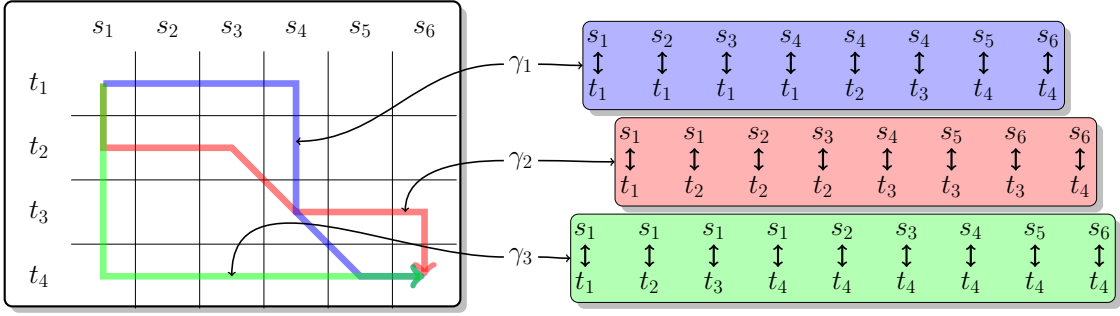 s₁ s₂ s₃ s₄ s₅ s₆
t₁
t₂
t₃
t₄
γ₁
s₁ s₂ s₃ s₄ s₄ s₄ s₅ s₆
↕ ↕ ↕ ↕ ↕ ↕ ↕ ↕
t₁ t₁ t₁ t₁ t₂ t₃ t₄ t₄
γ₂
s₁ s₁ s₂ s₃ s₄ s₅ s₆ s₆
↕ ↕ ↕ ↕ ↕ ↕ ↕ ↕
t₁ t₂ t₂ t₂ t₃ t₃ t₃ t₄
γ₃
s₁ s₁ s₁ s₁ s₂ s₃ s₄ s₅ s₆
↕ ↕ ↕ ↕ ↕ ↕ ↕ ↕ ↕
t₁ t₂ t₃ t₄ t₄ t₄ t₄ t₄ t₄